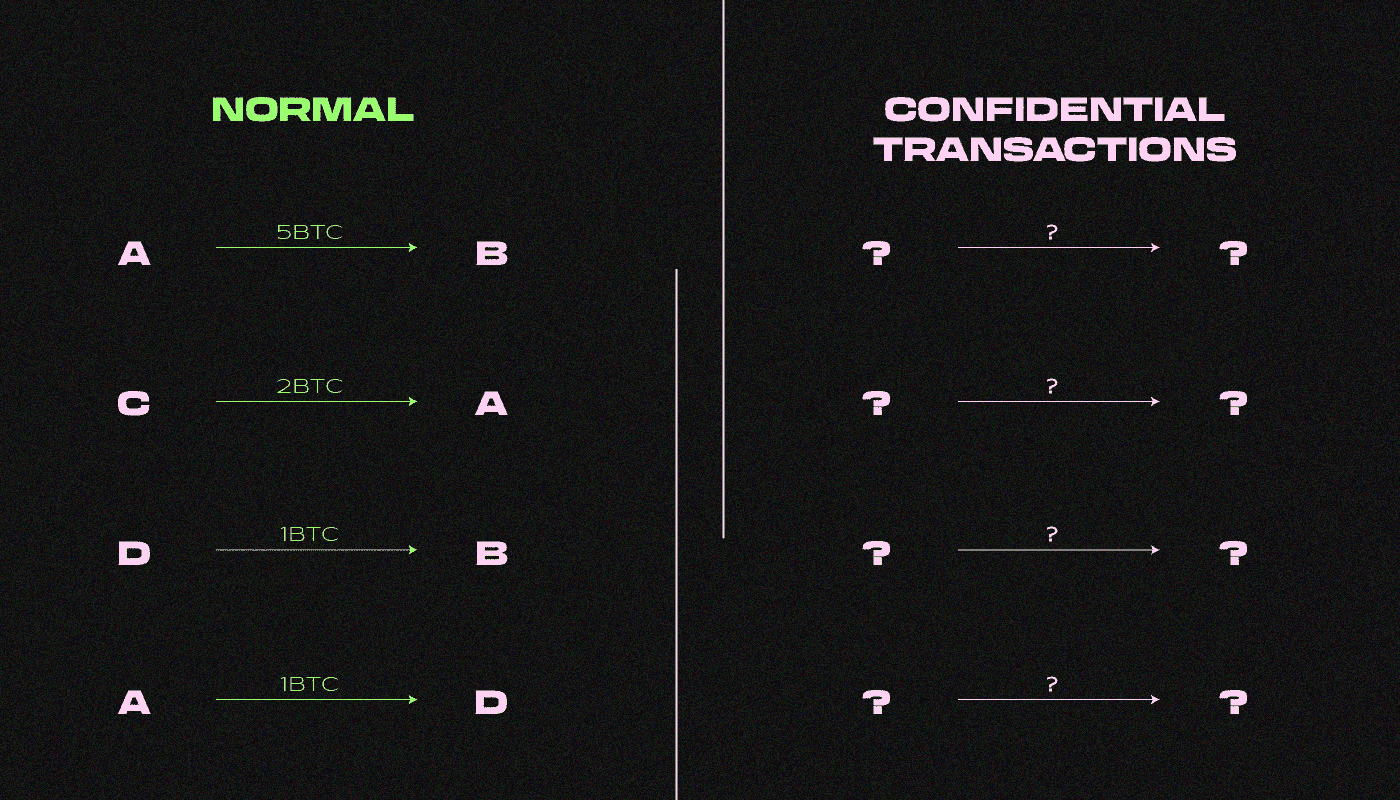 NORMAL
A 5BTC B
C 2BTC A
D 1BTC B
A 1BTC D
CONFIDENTIAL
TRANSACTIONS
? ? ?
? ? ?
? ? ?
? ? ?